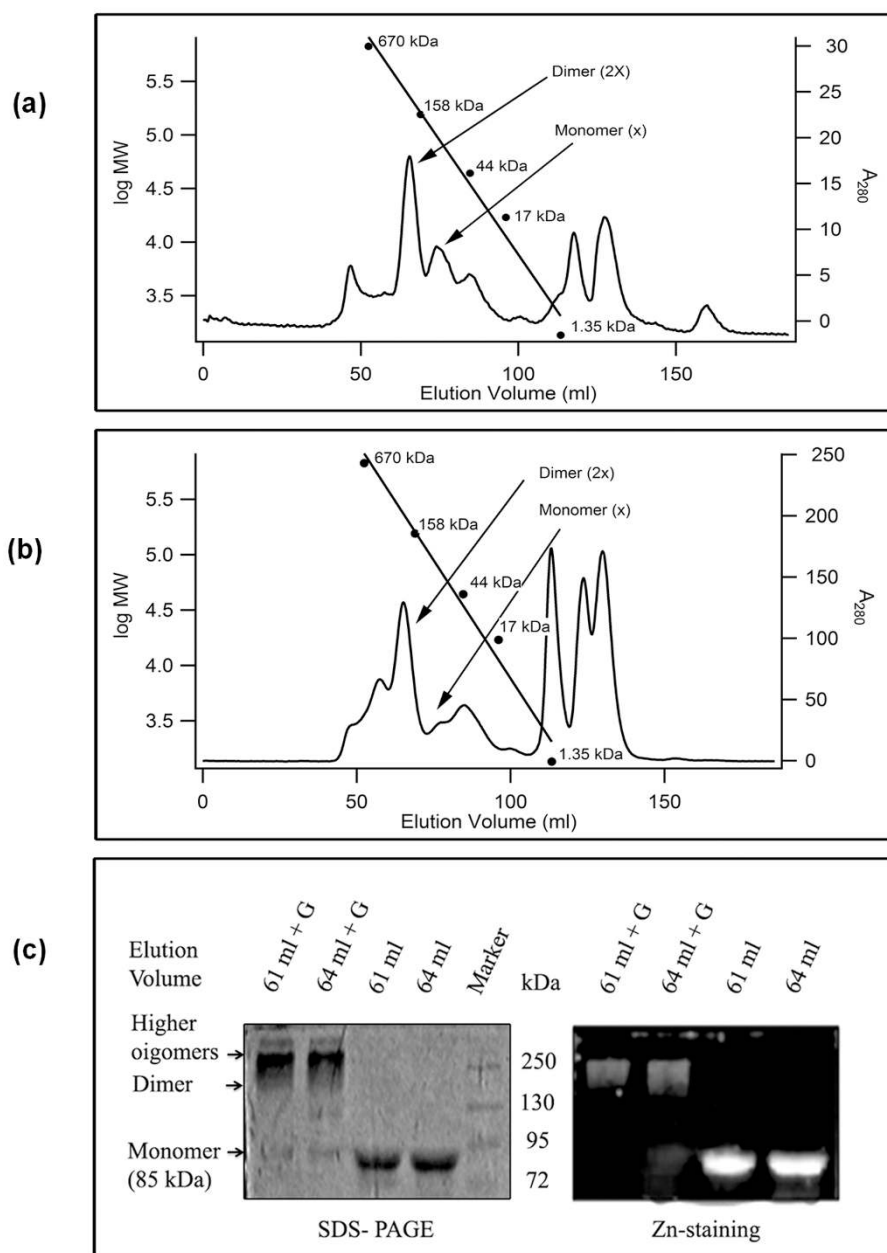 (a)
670 kDa
158 kDa
44 kDa
17 kDa
1.35 kDa
Dimer (2X)
Monomer (x)
log MW
5.5
5.0
4.5
4.0
3.5
30
25
20
15
10
5
0
A280
0 50 100 150
Elution Volume (ml)
(b)
670 kDa
158 kDa
44 kDa
17 kDa
1.35 kDa
Dimer (2x)
Monomer (x)
log MW
5.5
5.0
4.5
4.0
3.5
250
200
150
100
50
0
A280
0 50 100 150
Elution Volume (ml)
(c)
Elution
Volume
61 ml + G
64 ml + G
61 ml
64 ml
Marker
kDa
61 ml + G
64 ml + G
61 ml
64 ml
Higher
oigomers
Dimer
Monomer
(85 kDa)
250
130
95
72
SDS- PAGE
Zn-staining